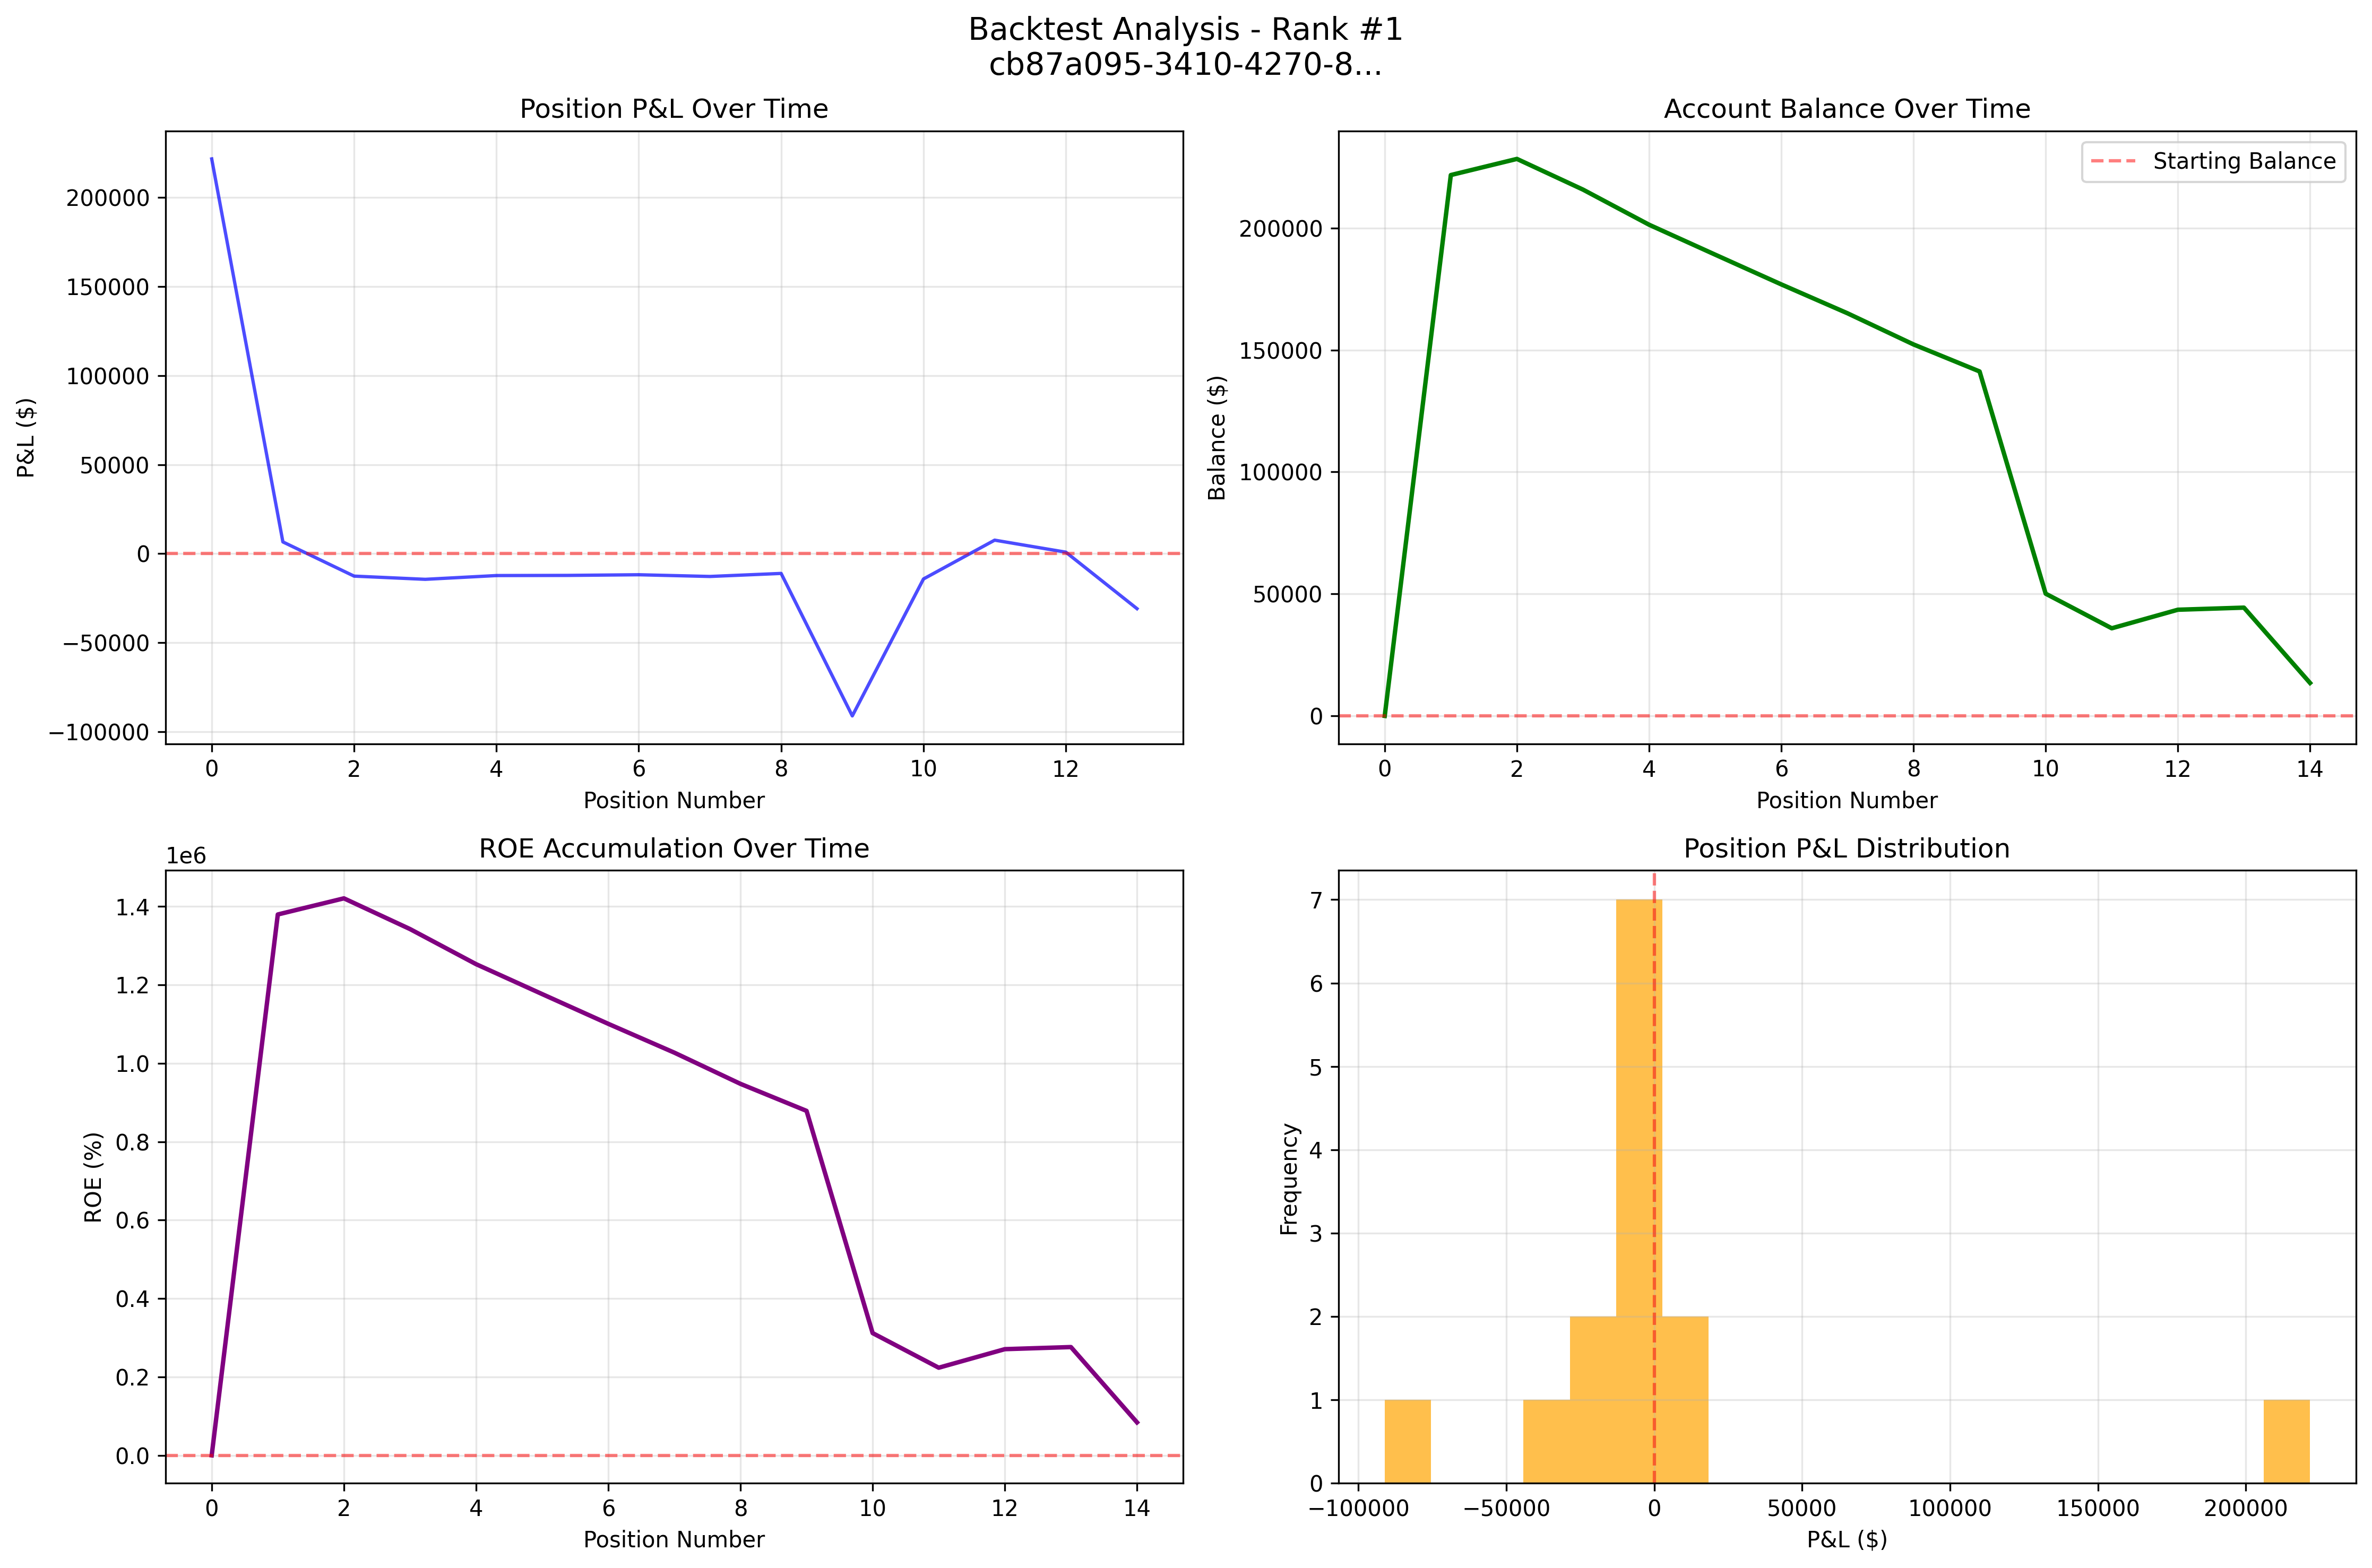 Backtest Analysis - Rank #1
cb87a095-3410-4270-8...
Position P&L Over Time
P&L ($)
200000
150000
100000
50000
0
−50000
−100000
0 2 4 6 8 10 12
Position Number
Account Balance Over Time
Starting Balance
Balance ($)
200000
150000
100000
50000
0
0 2 4 6 8 10 12 14
Position Number
ROE Accumulation Over Time
1e6
ROE (%)
1.4
1.2
1.0
0.8
0.6
0.4
0.2
0.0
0 2 4 6 8 10 12 14
Position Number
Position P&L Distribution
Frequency
7
6
5
4
3
2
1
0
−100000 −50000 0 50000 100000 150000 200000
P&L ($)